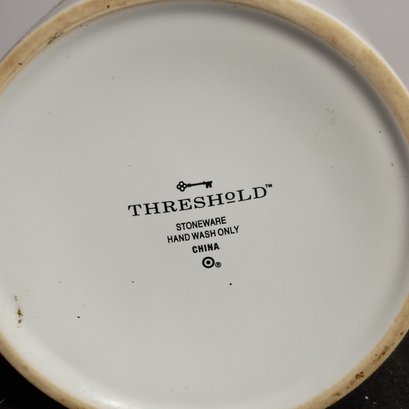 THRESHOLD™
STONEWARE
HAND WASH ONLY
CHINA
®